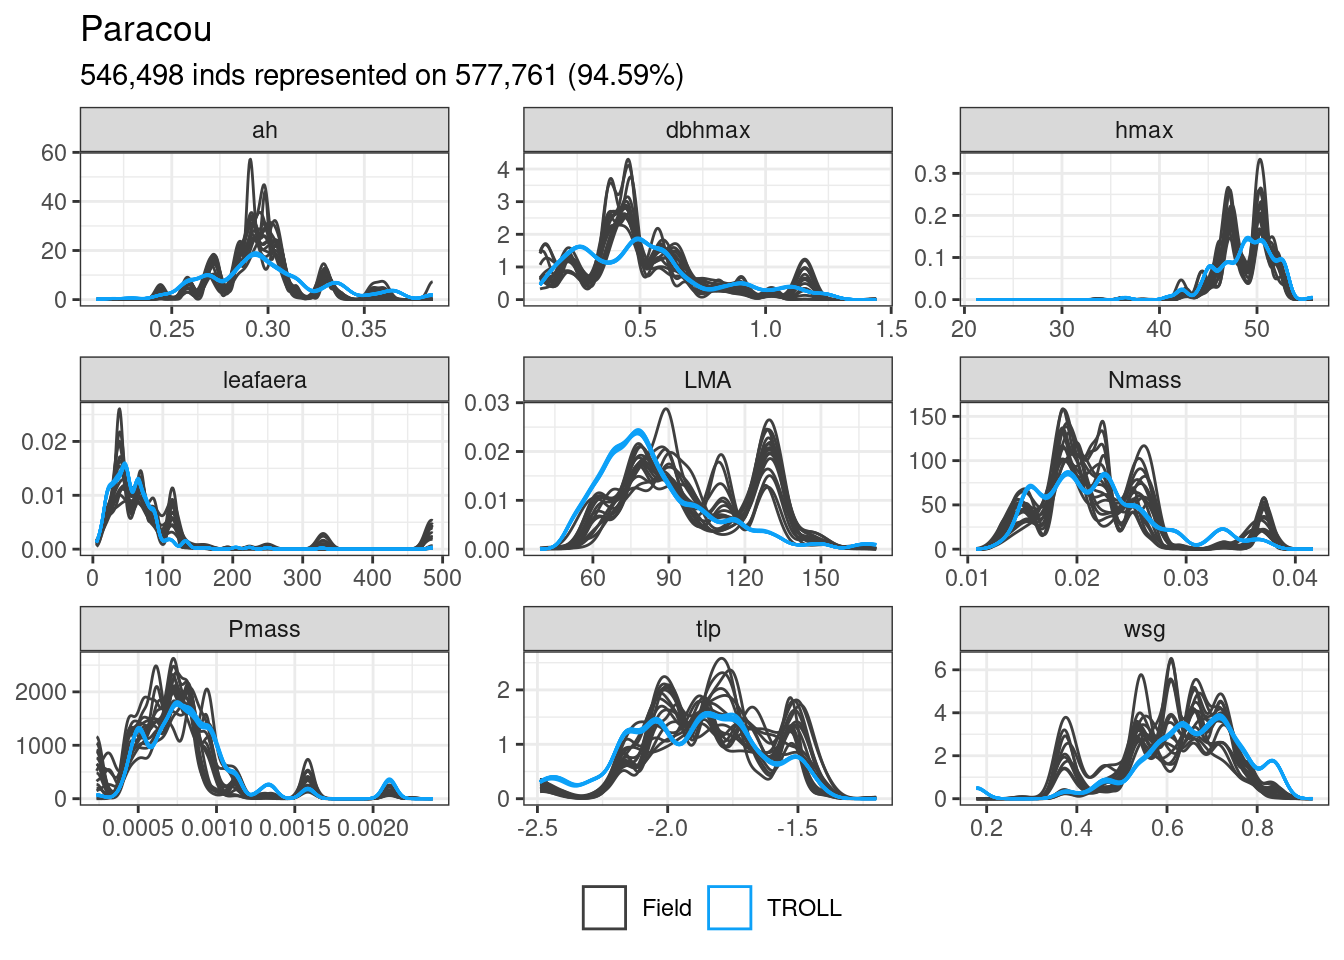 Paracou
546,498 inds represented on 577,761 (94.59%)
ah
60
40
20
0
0.25 0.30 0.35
dbhmax
4
3
2
1
0
0.5 1.0 1.5
hmax
0.3
0.2
0.1
0.0
20 30 40 50
leafaera
0.02
0.01
0.00
0 100 200 300 400 500
LMA
0.03
0.02
0.01
0.00
60 90 120 150
Nmass
150
100
50
0
0.01 0.02 0.03 0.04
Pmass
2000
1000
0
0.0005 0.0010 0.0015 0.0020
tlp
2
1
0
-2.5 -2.0 -1.5
wsg
6
4
2
0
0.2 0.4 0.6 0.8
Field TROLL